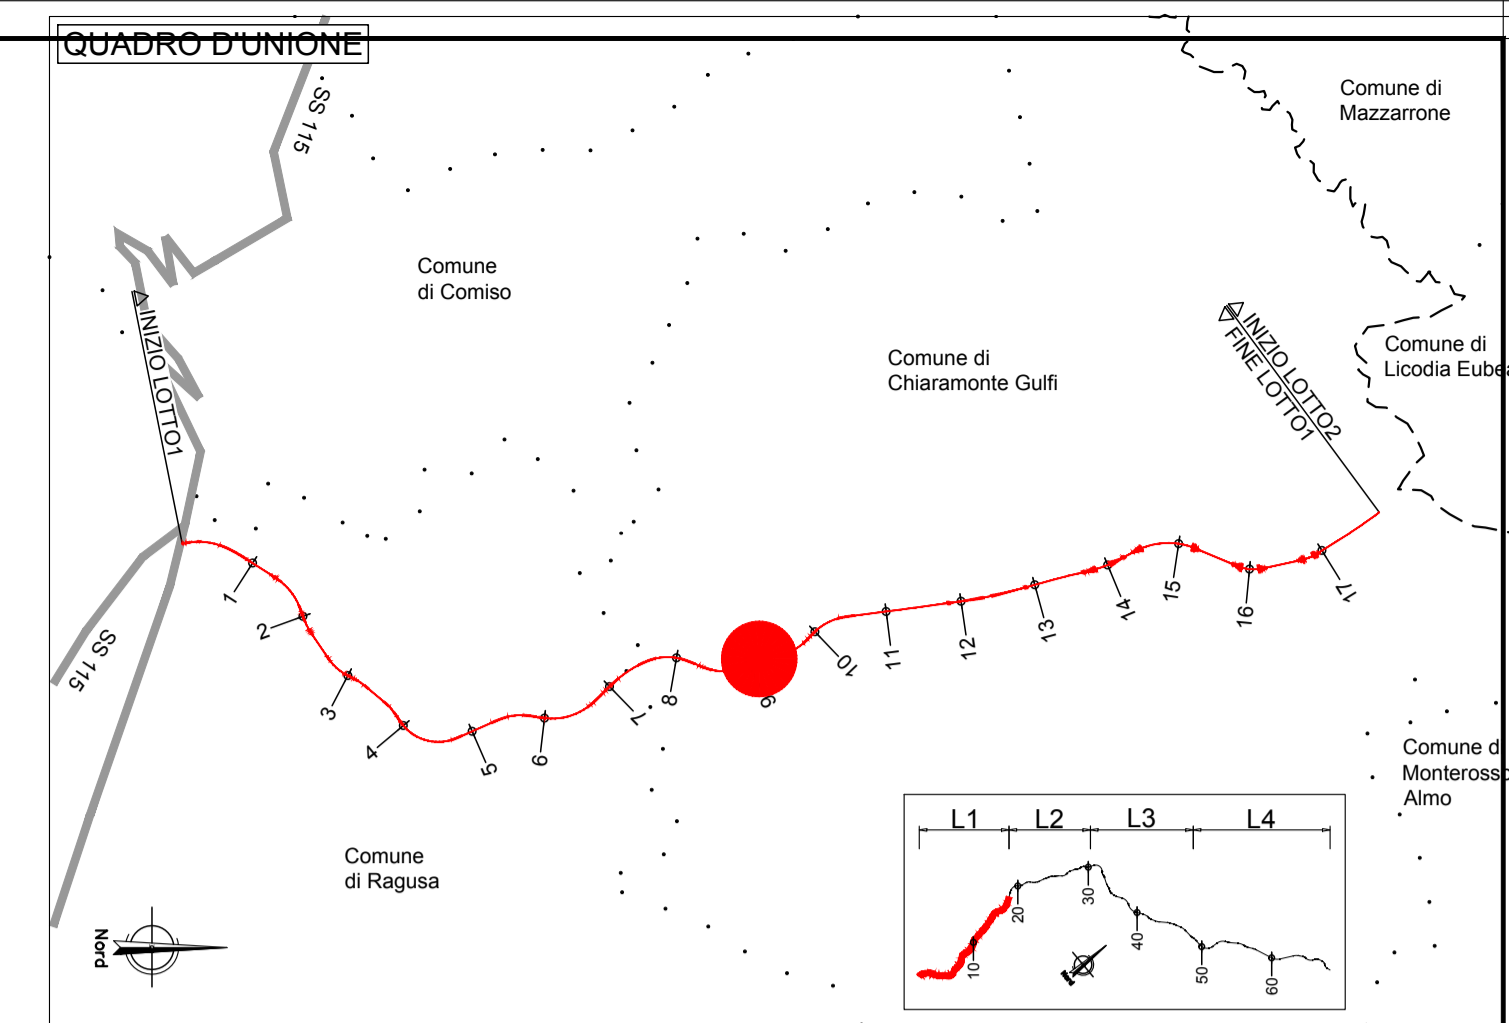 QUADRO D'UNIONE
SS 115
Comune di
Mazzarrone
Comune
di Comiso
INIZIO LOTTO1
Comune di
Chiaramonte Gulfi
INIZIO LOTTO2
FINE LOTTO1
Comune di
Licodia Eubea
1
2
3
4
5
6
7
8
9
10
11
12
13
14
15
16
17
SS 115
Comune d
Monterosso
Almo
Comune
di Ragusa
Nord
L1
L2
L3
L4
10
20
30
40
50
60